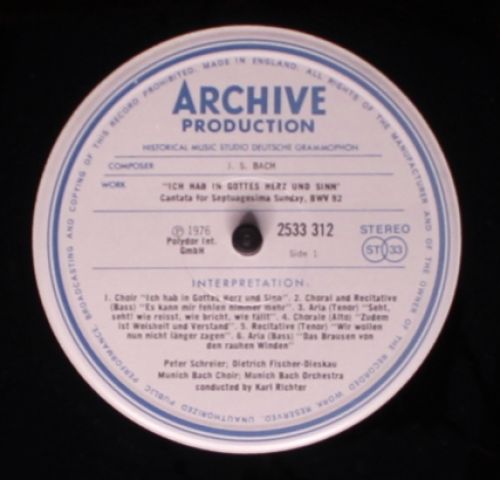 BROADCASTING AND COPYING OF THIS RECORD PROHIBITED. MADE IN ENGLAND. ALL RIGHTS OF THE MANUFACTURER AND OF THE OWNER OF THE RECORDED WORK RESERVED. UNAUTHORIZED PUBLIC PERFORMANCE,
ARCHIVE
PRODUCTION
HISTORICAL MUSIC STUDIO DEUTSCHE GRAMMOPHON
COMPOSER J. S. BACH
WORK "ICH HAB IN GOTTES HERZ UND SINN"
Cantata for Septuagesima Sunday, BWV 92
℗ 1976 2533 312 STEREO
Polydor Int. ST 33
GmbH Side 1
INTERPRETATION:
1. Choir "Ich hab in Gottes Herz und Sinn". 2. Choral and Recitative
(Bass) "Es kann mir fehlen nimmer mehr". 3. Aria (Tenor) "Seht,
seht! wie reisst, wie bricht, wie fällt". 4. Chorale (Alto) "Zudem
ist Weisheit und Verstand". 5. Recitative (Tenor) "Wir wollen
nun nicht länger zagen". 6. Aria (Bass) "Das Brausen von
den rauhen Winden"
Peter Schreier; Dietrich Fischer-Dieskau
Munich Bach Choir; Munich Bach Orchestra
conducted by Karl Richter